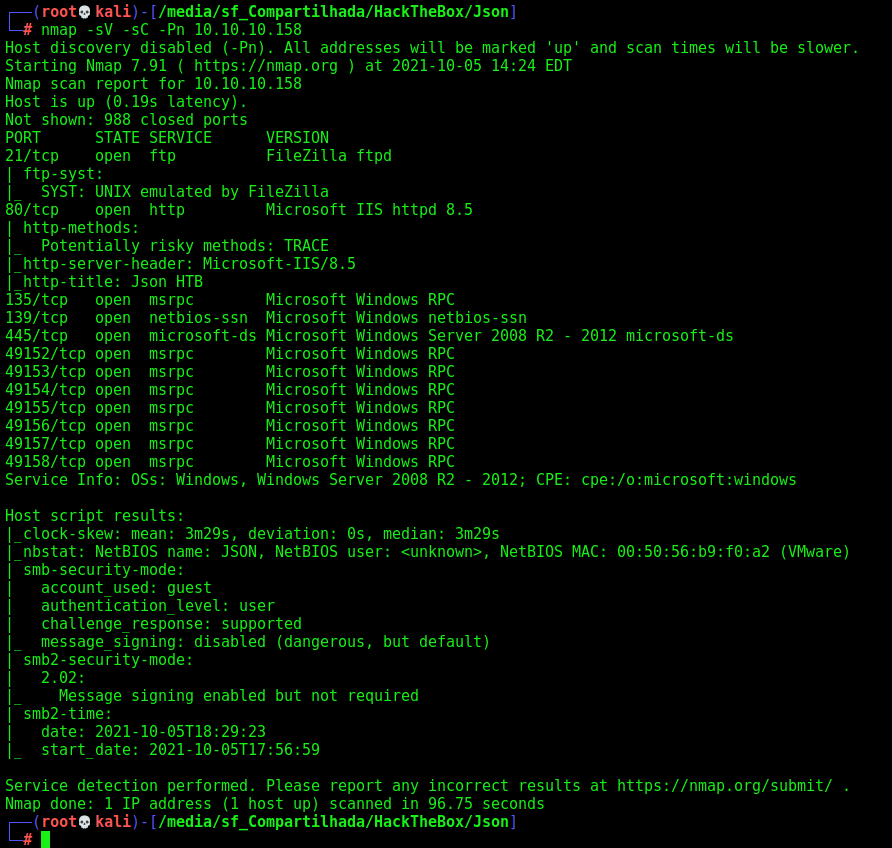 ┌──(root💀kali)-[/media/sf_Compartilhada/HackTheBox/Json]
└─# nmap -sV -sC -Pn 10.10.10.158
Host discovery disabled (-Pn). All addresses will be marked 'up' and scan times will be slower.
Starting Nmap 7.91 ( https://nmap.org ) at 2021-10-05 14:24 EDT
Nmap scan report for 10.10.10.158
Host is up (0.19s latency).
Not shown: 988 closed ports
PORT      STATE SERVICE      VERSION
21/tcp    open  ftp          FileZilla ftpd
| ftp-syst:
|_  SYST: UNIX emulated by FileZilla
80/tcp    open  http         Microsoft IIS httpd 8.5
| http-methods:
|_  Potentially risky methods: TRACE
|_http-server-header: Microsoft-IIS/8.5
|_http-title: Json HTB
135/tcp   open  msrpc        Microsoft Windows RPC
139/tcp   open  netbios-ssn  Microsoft Windows netbios-ssn
445/tcp   open  microsoft-ds Microsoft Windows Server 2008 R2 - 2012 microsoft-ds
49152/tcp open  msrpc        Microsoft Windows RPC
49153/tcp open  msrpc        Microsoft Windows RPC
49154/tcp open  msrpc        Microsoft Windows RPC
49155/tcp open  msrpc        Microsoft Windows RPC
49156/tcp open  msrpc        Microsoft Windows RPC
49157/tcp open  msrpc        Microsoft Windows RPC
49158/tcp open  msrpc        Microsoft Windows RPC
Service Info: OSs: Windows, Windows Server 2008 R2 - 2012; CPE: cpe:/o:microsoft:windows

Host script results:
|_clock-skew: mean: 3m29s, deviation: 0s, median: 3m29s
|_nbstat: NetBIOS name: JSON, NetBIOS user: <unknown>, NetBIOS MAC: 00:50:56:b9:f0:a2 (VMware)
| smb-security-mode:
|   account_used: guest
|   authentication_level: user
|   challenge_response: supported
|_  message_signing: disabled (dangerous, but default)
| smb2-security-mode:
|   2.02:
|_    Message signing enabled but not required
| smb2-time:
|   date: 2021-10-05T18:29:23
|_  start_date: 2021-10-05T17:56:59

Service detection performed. Please report any incorrect results at https://nmap.org/submit/ .
Nmap done: 1 IP address (1 host up) scanned in 96.75 seconds
┌──(root💀kali)-[/media/sf_Compartilhada/HackTheBox/Json]
└─#